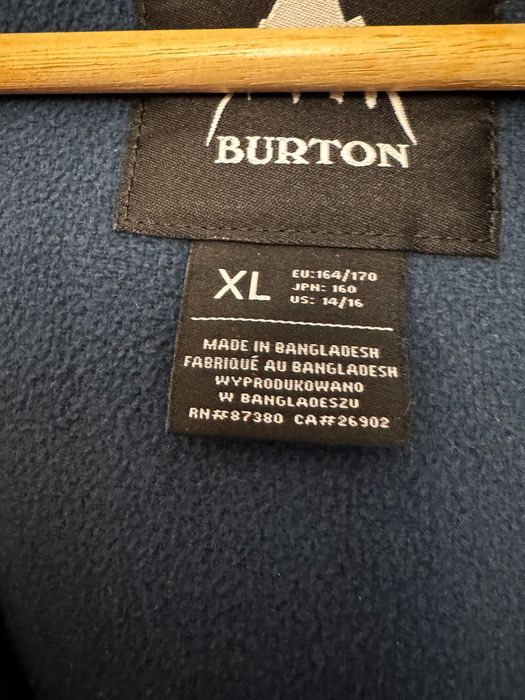 BURTON
XL
EU:164/170
JPN: 160
US: 14/16
MADE IN BANGLADESH
FABRIQUÉ AU BANGLADESH
WYPRODUKOWANO
W BANGLADESZU
RN#87380 CA#26902